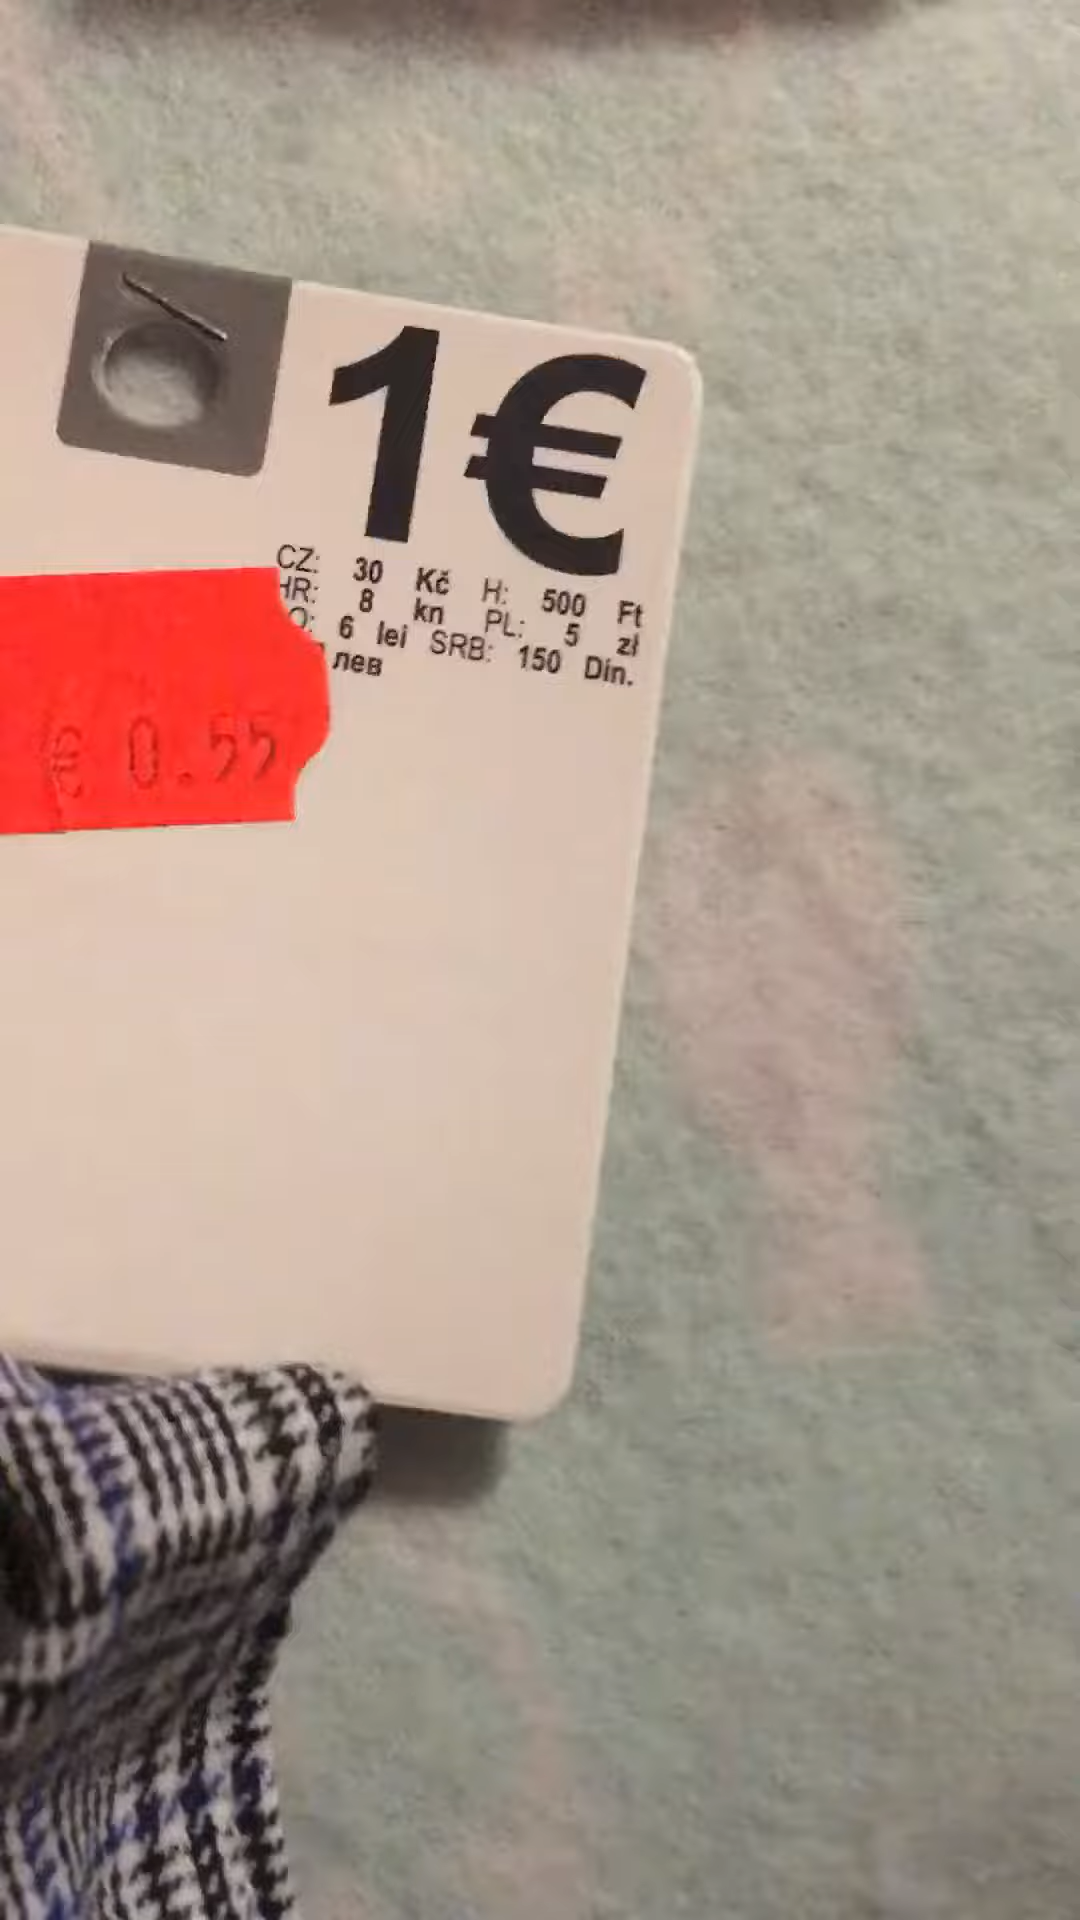 1€
CZ: 30 Kč H: 500 Ft
HR: 8 kn PL: 5 zł
6 lei SRB: 150 Din.
лев
€ 0.55